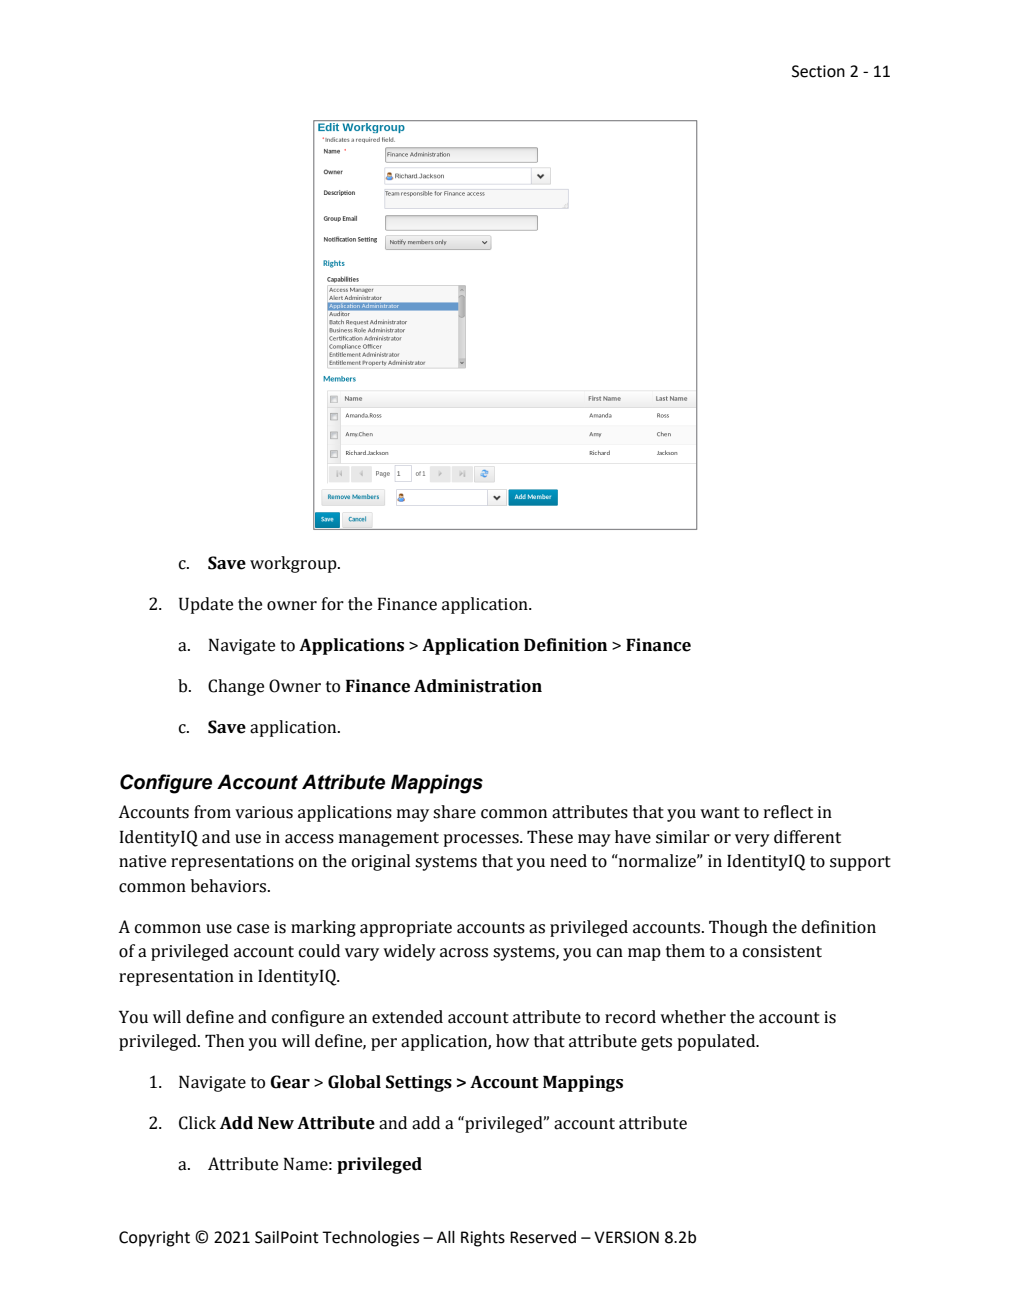 Section 2 - 11
Edit Workgroup
*Indicates a required field.
Name *
Finance Administration
Owner
Richard.Jackson
Description
Team responsible for Finance access
Group Email
Notification Setting
Notify members only
Rights
Capabilities
Access Manager
Alert Administrator
Application Administrator
Auditor
Batch Request Administrator
Business Role Administrator
Certification Administrator
Compliance Officer
Entitlement Administrator
Entitlement Property Administrator
Members
Name First Name Last Name
Amanda.Ross Amanda Ross
Amy.Chen Amy Chen
Richard.Jackson Richard Jackson
Page 1 of 1
Remove Members Add Member
Save Cancel
c. Save workgroup.
2. Update the owner for the Finance application.
a. Navigate to Applications > Application Definition > Finance
b. Change Owner to Finance Administration
c. Save application.
Configure Account Attribute Mappings
Accounts from various applications may share common attributes that you want to reflect in
IdentityIQ and use in access management processes. These may have similar or very different
native representations on the original systems that you need to “normalize” in IdentityIQ to support
common behaviors.
A common use case is marking appropriate accounts as privileged accounts. Though the definition
of a privileged account could vary widely across systems, you can map them to a consistent
representation in IdentityIQ.
You will define and configure an extended account attribute to record whether the account is
privileged. Then you will define, per application, how that attribute gets populated.
1. Navigate to Gear > Global Settings > Account Mappings
2. Click Add New Attribute and add a “privileged” account attribute
a. Attribute Name: privileged
Copyright © 2021 SailPoint Technologies – All Rights Reserved – VERSION 8.2b